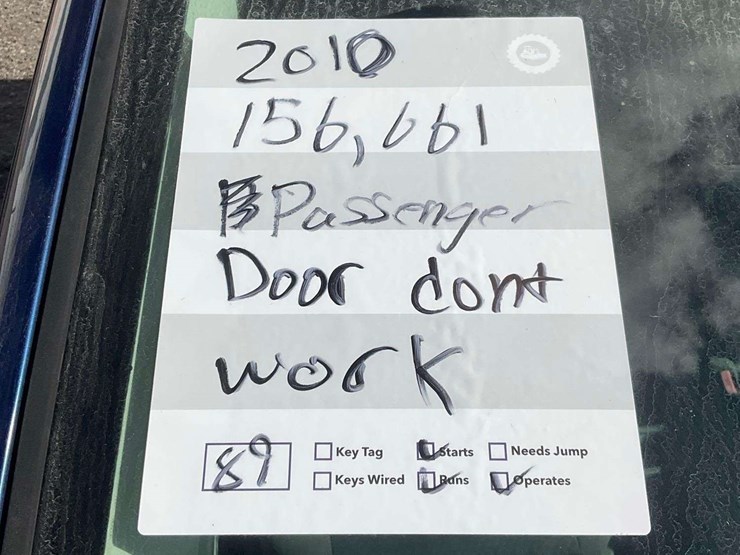 2010
156,661
Passenger
Door dont
work
89 Key Tag Starts Needs Jump
Keys Wired Runs Operates